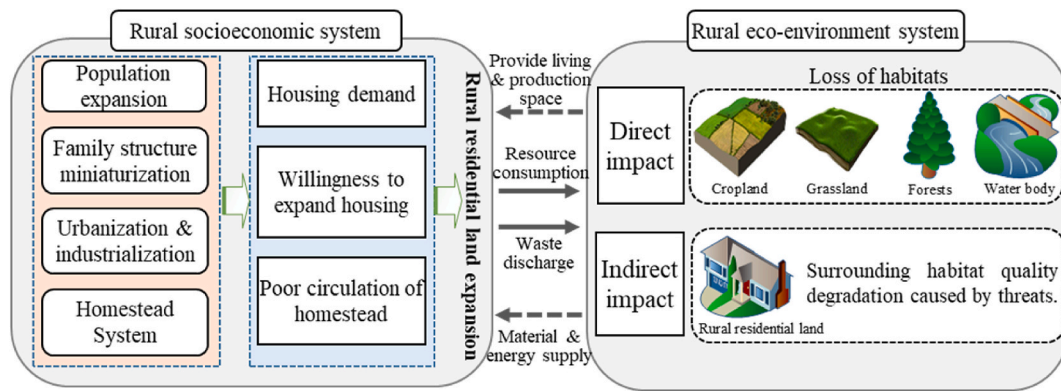 Rural socioeconomic system
Population
expansion
Family structure
miniaturization
Urbanization &
industrialization
Homestead
System
Housing demand
Willingness to
expand housing
Poor circulation of
homestead
Rural residential land expansion
Provide living
& production
space
Resource
consumption
Waste
discharge
Material &
energy supply
Rural eco-environment system
Direct
impact
Loss of habitats
Cropland
Grassland
Forests
Water body
Indirect
impact
Rural residential land
Surrounding habitat quality
degradation caused by threats.